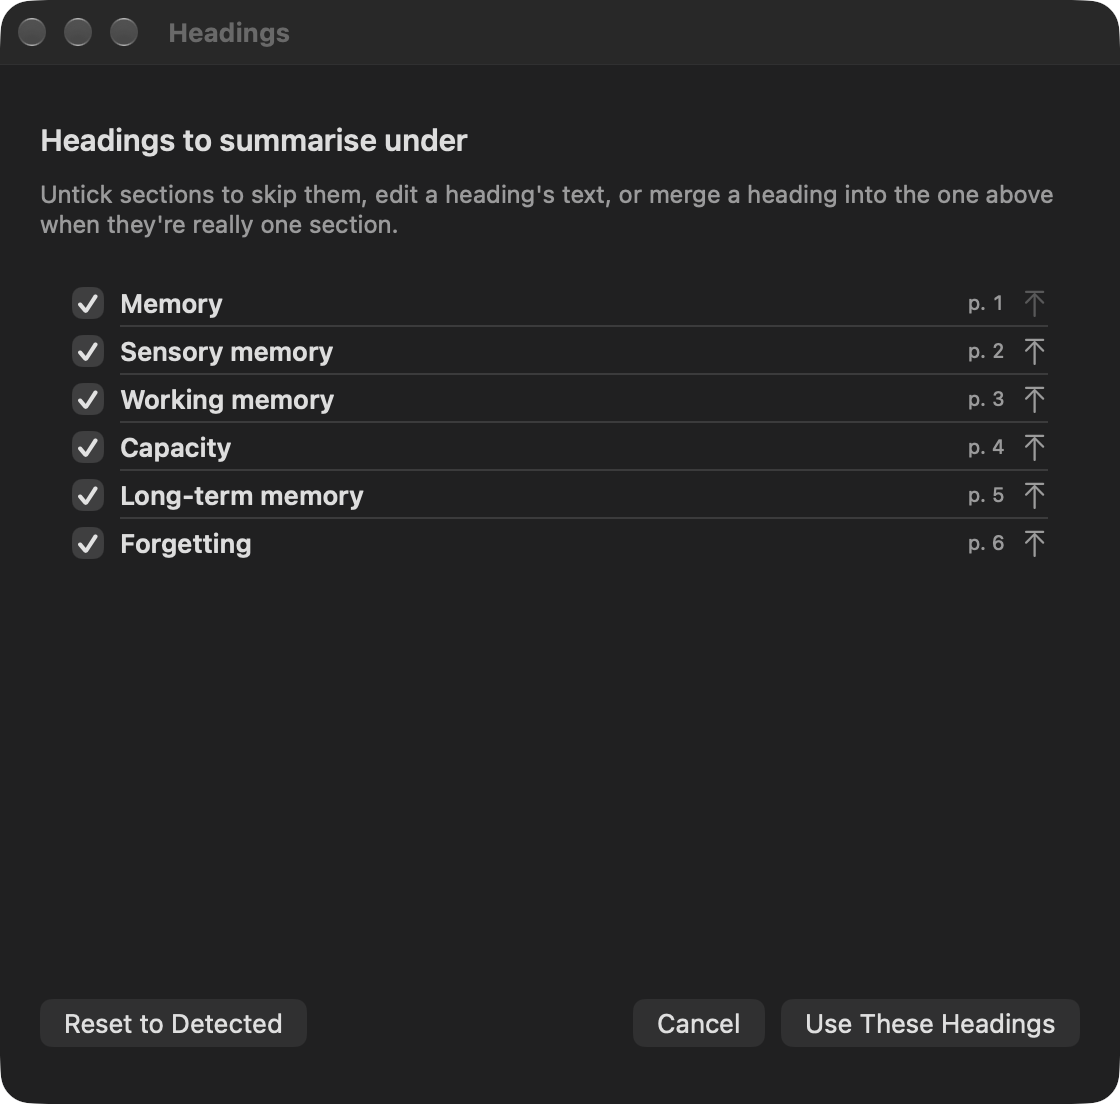 Headings
Headings to summarise under
Untick sections to skip them, edit a heading's text, or merge a heading into the one above
when they're really one section.
Memory p. 1
Sensory memory p. 2
Working memory p. 3
Capacity p. 4
Long-term memory p. 5
Forgetting p. 6
Reset to Detected Cancel Use These Headings